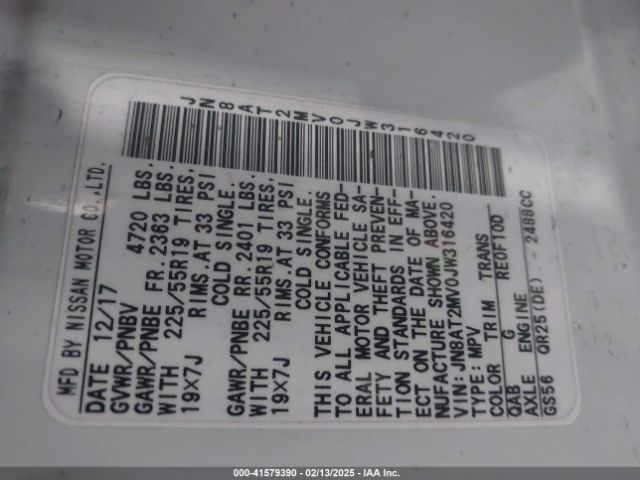 JN8AT2MV0JW316420
MFD BY NISSAN MOTOR CO.,LTD.
DATE 12/17
GVWR/PNBV 4720 LBS.
GAWR/PNBE FR. 2363 LBS.
WITH 225/55R19 TIRES,
19X7J RIMS.AT 33 PSI
COLD SINGLE.
GAWR/PNBE RR. 2401 LBS.
WITH 225/55R19 TIRES,
19X7J RIMS.AT 33 PSI
COLD SINGLE.
THIS VEHICLE CONFORMS
TO ALL APPLICABLE FED-
ERAL MOTOR VEHICLE SA-
FETY AND THEFT PREVEN-
TION STANDARDS IN EFF-
ECT ON THE DATE OF MA-
NUFACTURE SHOWN ABOVE.
VIN: JN8AT2MV0JW316420
TYPE: MPV
COLOR TRIM TRANS
QAB G RE0F10D
AXLE ENGINE
GS56 QR25(DE) - 2488CC
000-41579390 - 02/13/2025 - IAA Inc.